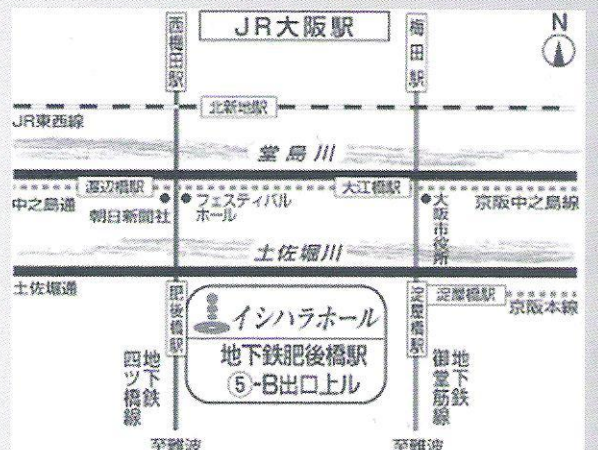 JR大阪駅
N
西梅田駅
梅田駅
北新地駅
JR東西線
堂島川
渡辺橋駅
大江橋駅
中之島通
朝日新聞社
フェスティバル
ホール
大阪市役所
京阪中之島線
土佐堀川
土佐堀通
肥後橋駅
淀屋橋駅
淀屋橋駅
京阪本線
イシハラホール
地下鉄肥後橋駅
⑤-B出口上ル
地下鉄
四ツ橋線
地下鉄
御堂筋線
至難波
至難波